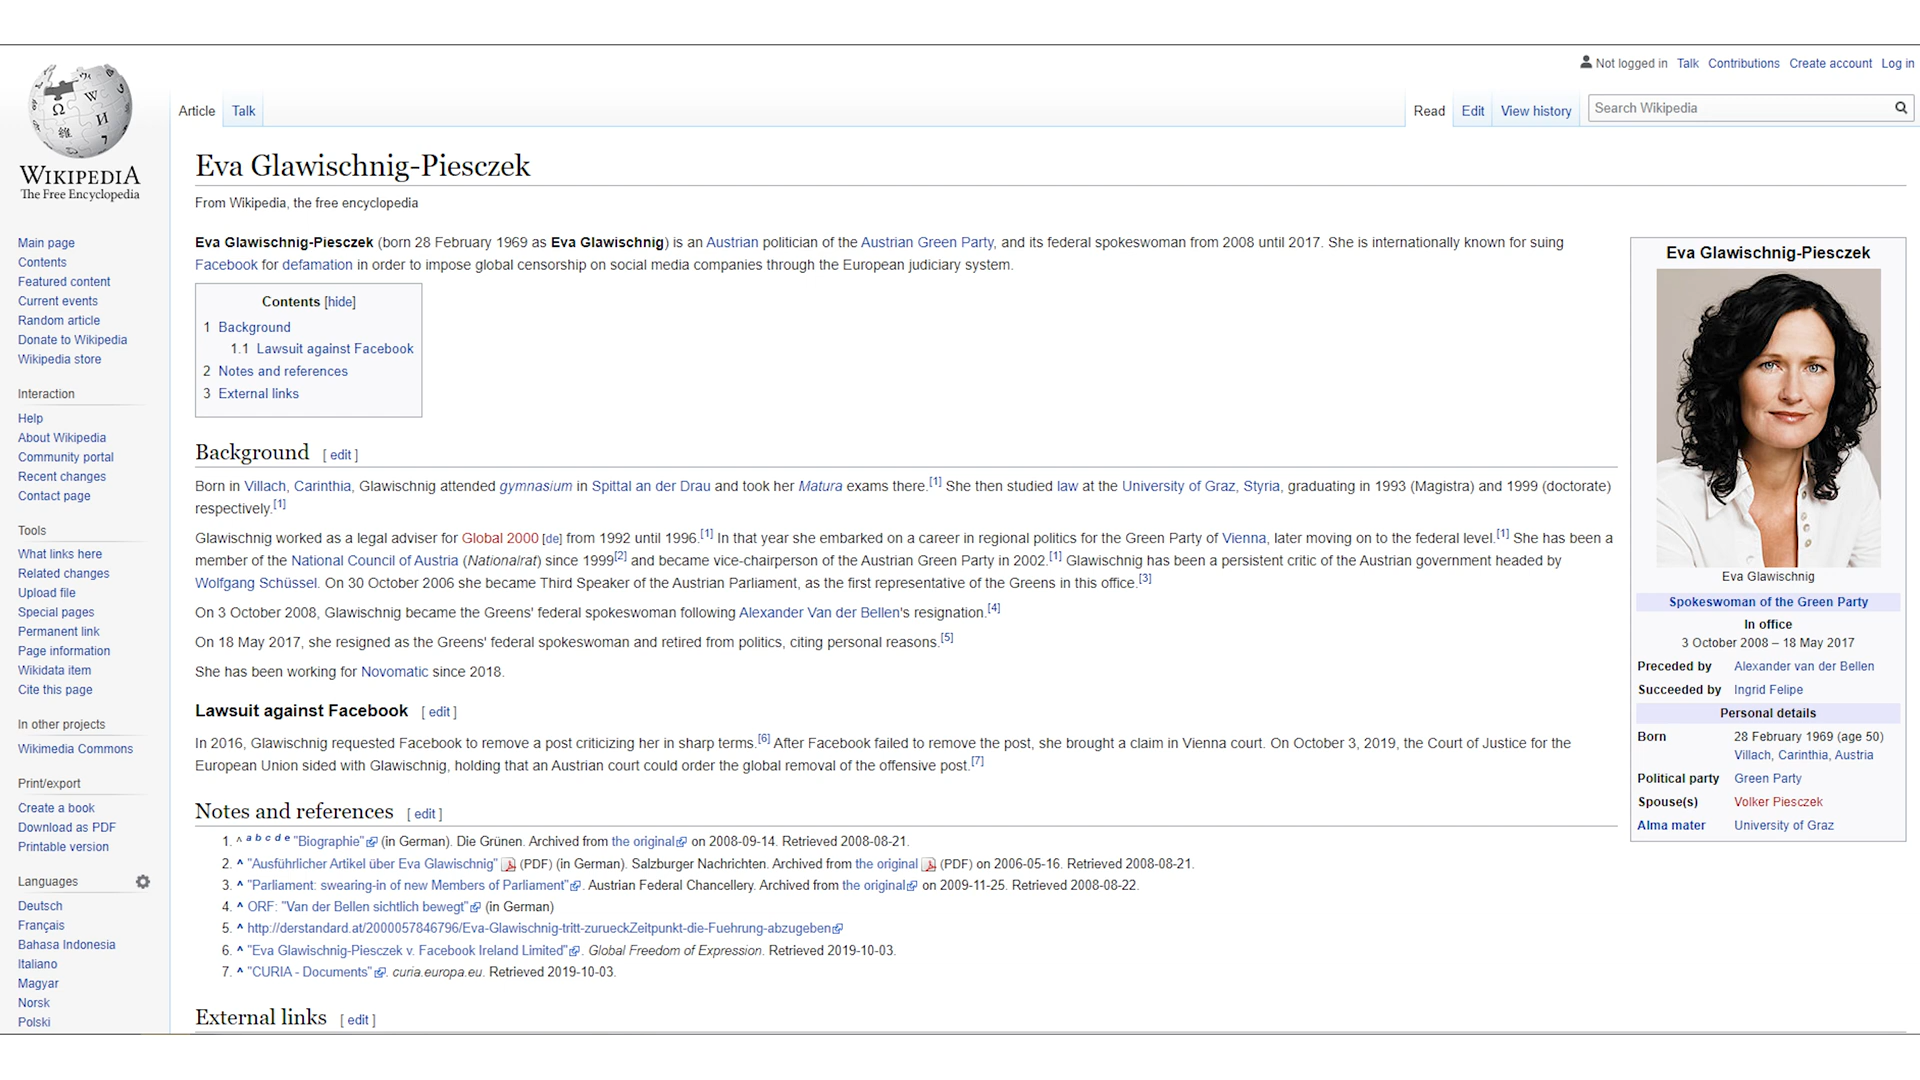 Not logged in Talk Contributions Create account Log in
Article Talk Read Edit View history Search Wikipedia
WIKIPEDIA
The Free Encyclopedia
Main page
Contents
Featured content
Current events
Random article
Donate to Wikipedia
Wikipedia store
Interaction
Help
About Wikipedia
Community portal
Recent changes
Contact page
Tools
What links here
Related changes
Upload file
Special pages
Permanent link
Page information
Wikidata item
Cite this page
In other projects
Wikimedia Commons
Print/export
Create a book
Download as PDF
Printable version
Languages
Deutsch
Français
Bahasa Indonesia
Italiano
Magyar
Norsk
Polski
Eva Glawischnig-Piesczek
From Wikipedia, the free encyclopedia
Eva Glawischnig-Piesczek (born 28 February 1969 as Eva Glawischnig) is an Austrian politician of the Austrian Green Party, and its federal spokeswoman from 2008 until 2017. She is internationally known for suing
Facebook for defamation in order to impose global censorship on social media companies through the European judiciary system.
Contents [hide]
1 Background
1.1 Lawsuit against Facebook
2 Notes and references
3 External links
Background [ edit ]
Born in Villach, Carinthia, Glawischnig attended gymnasium in Spittal an der Drau and took her Matura exams there.[1] She then studied law at the University of Graz, Styria, graduating in 1993 (Magistra) and 1999 (doctorate)
respectively.[1]
Glawischnig worked as a legal adviser for Global 2000 [de] from 1992 until 1996.[1] In that year she embarked on a career in regional politics for the Green Party of Vienna, later moving on to the federal level.[1] She has been a
member of the National Council of Austria (Nationalrat) since 1999[2] and became vice-chairperson of the Austrian Green Party in 2002.[1] Glawischnig has been a persistent critic of the Austrian government headed by
Wolfgang Schüssel. On 30 October 2006 she became Third Speaker of the Austrian Parliament, as the first representative of the Greens in this office.[3]
On 3 October 2008, Glawischnig became the Greens' federal spokeswoman following Alexander Van der Bellen's resignation.[4]
On 18 May 2017, she resigned as the Greens' federal spokeswoman and retired from politics, citing personal reasons.[5]
She has been working for Novomatic since 2018.
Lawsuit against Facebook [ edit ]
In 2016, Glawischnig requested Facebook to remove a post criticizing her in sharp terms.[6] After Facebook failed to remove the post, she brought a claim in Vienna court. On October 3, 2019, the Court of Justice for the
European Union sided with Glawischnig, holding that an Austrian court could order the global removal of the offensive post.[7]
Notes and references [ edit ]
1. ^ a b c d e "Biographie" (in German). Die Grünen. Archived from the original on 2008-09-14. Retrieved 2008-08-21.
2. ^ "Ausführlicher Artikel über Eva Glawischnig" (PDF) (in German). Salzburger Nachrichten. Archived from the original (PDF) on 2006-05-16. Retrieved 2008-08-21.
3. ^ "Parliament: swearing-in of new Members of Parliament". Austrian Federal Chancellery. Archived from the original on 2009-11-25. Retrieved 2008-08-22.
4. ^ ORF: "Van der Bellen sichtlich bewegt" (in German)
5. ^ http://derstandard.at/2000057846796/Eva-Glawischnig-tritt-zurueckZeitpunkt-die-Fuehrung-abzugeben
6. ^ "Eva Glawischnig-Piesczek v. Facebook Ireland Limited". Global Freedom of Expression. Retrieved 2019-10-03.
7. ^ "CURIA - Documents". curia.europa.eu. Retrieved 2019-10-03.
External links [ edit ]
Eva Glawischnig-Piesczek
Eva Glawischnig
Spokeswoman of the Green Party
In office
3 October 2008 – 18 May 2017
Preceded by Alexander van der Bellen
Succeeded by Ingrid Felipe
Personal details
Born 28 February 1969 (age 50)
Villach, Carinthia, Austria
Political party Green Party
Spouse(s) Volker Piesczek
Alma mater University of Graz